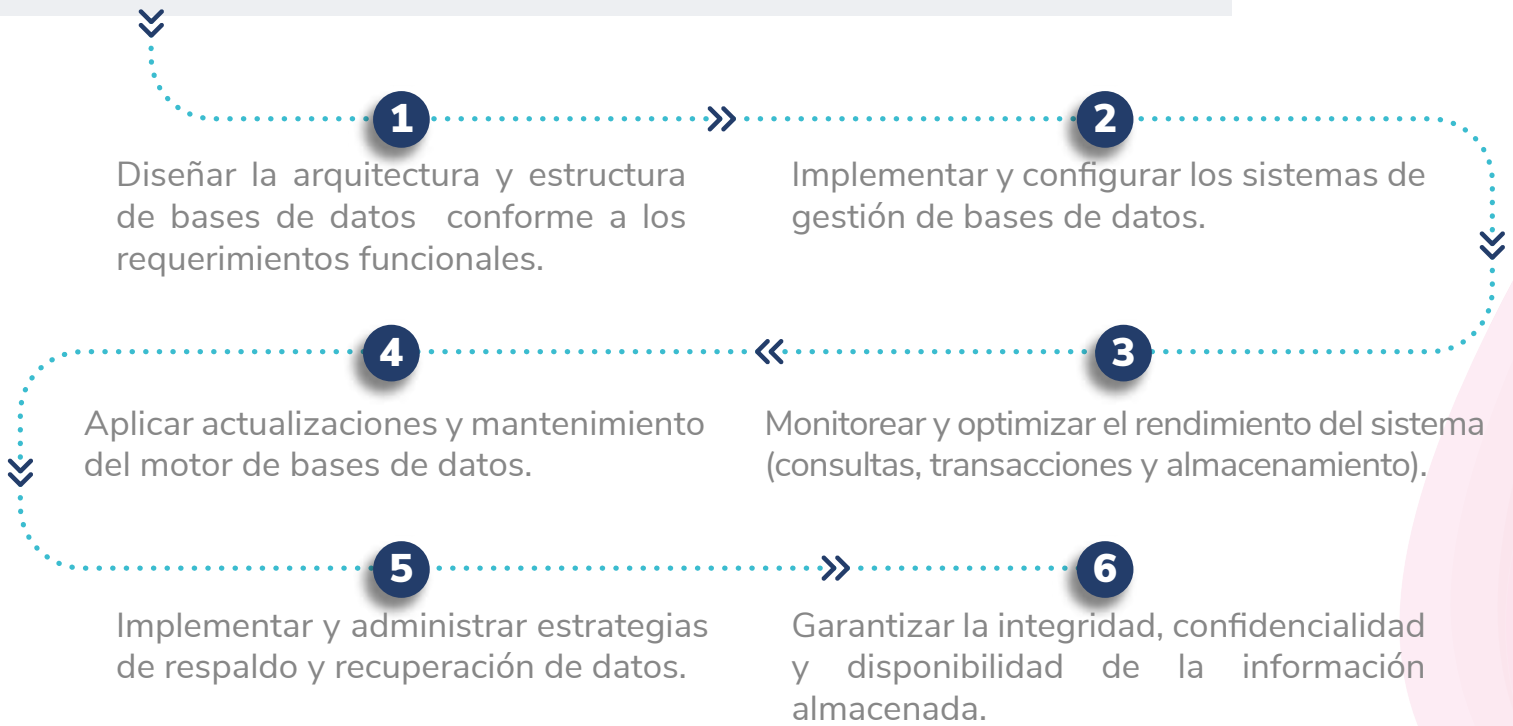 1
Diseñar la arquitectura y estructura
de bases de datos conforme a los
requerimientos funcionales.
2
Implementar y configurar los sistemas de
gestión de bases de datos.
3
Monitorear y optimizar el rendimiento del sistema
(consultas, transacciones y almacenamiento).
4
Aplicar actualizaciones y mantenimiento
del motor de bases de datos.
5
Implementar y administrar estrategias
de respaldo y recuperación de datos.
6
Garantizar la integridad, confidencialidad
y disponibilidad de la información
almacenada.